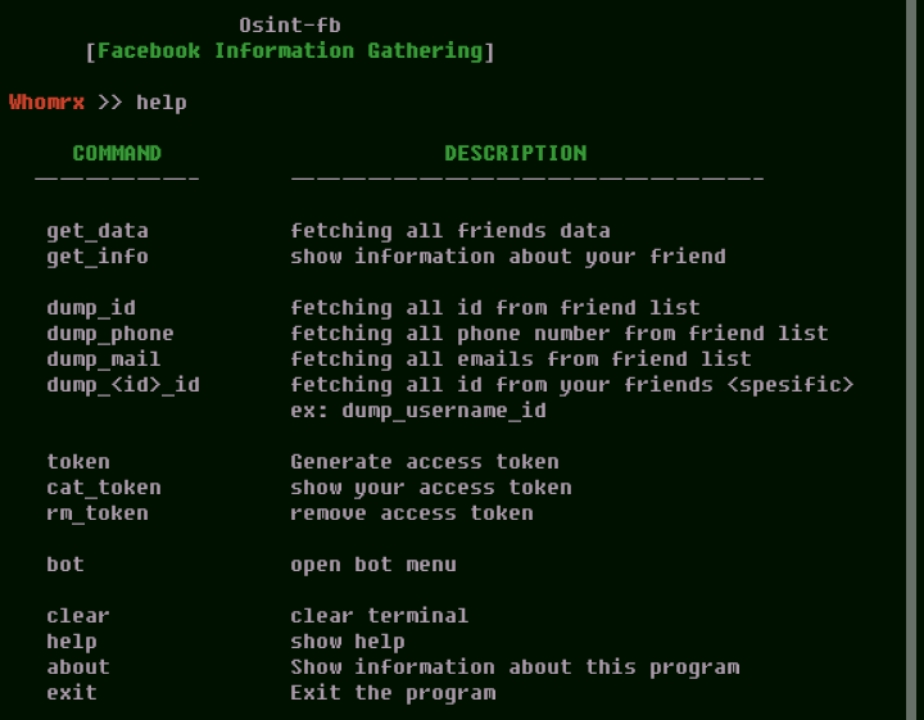 Osint-fb
[Facebook Information Gathering]
Whomrx >> help
COMMAND DESCRIPTION
get_data fetching all friends data
get_info show information about your friend
dump_id fetching all id from friend list
dump_phone fetching all phone number from friend list
dump_mail fetching all emails from friend list
dump_<id>_id fetching all id from your friends <spesific>
ex: dump_username_id
token Generate access token
cat_token show your access token
rm_token remove access token
bot open bot menu
clear clear terminal
help show help
about Show information about this program
exit Exit the program